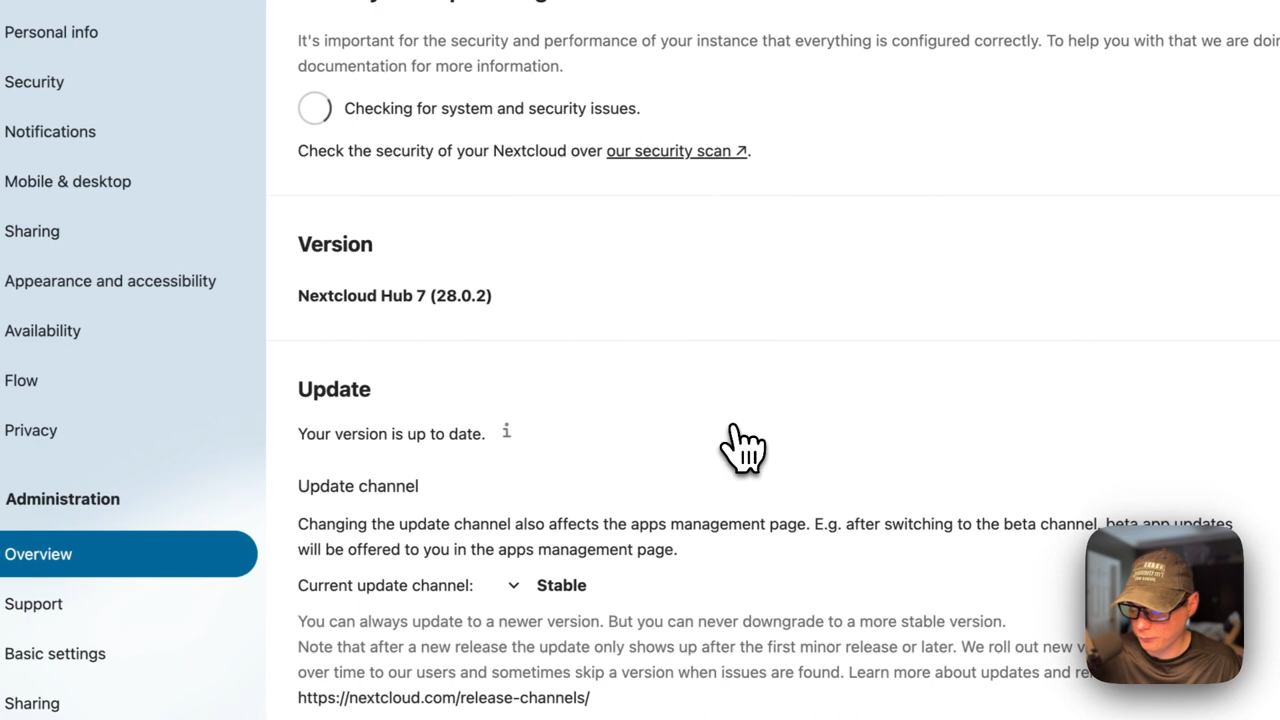 Personal info
Security
Notifications
Mobile & desktop
Sharing
Appearance and accessibility
Availability
Flow
Privacy
Administration
Overview
Support
Basic settings
Sharing
It's important for the security and performance of your instance that everything is configured correctly. To help you with that we are
documentation for more information.
Checking for system and security issues.
Check the security of your Nextcloud over our security scan ↗.
Version
Nextcloud Hub 7 (28.0.2)
Update
Your version is up to date. i
Update channel
Changing the update channel also affects the apps management page. E.g. after switching to the beta channel, beta app updates
will be offered to you in the apps management page.
Current update channel: Stable
You can always update to a newer version. But you can never downgrade to a more stable version.
Note that after a new release the update only shows up after the first minor release or later. We roll out new
over time to our users and sometimes skip a version when issues are found. Learn more about updates and
https://nextcloud.com/release-channels/